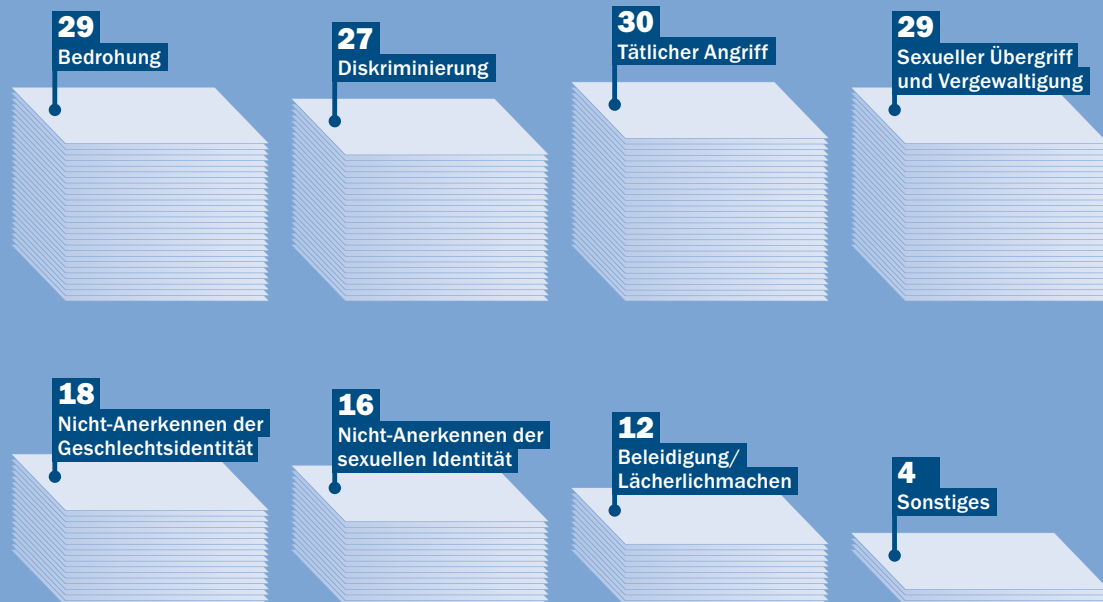 29
Bedrohung
27
Diskriminierung
30
Tätlicher Angriff
29
Sexueller Übergriff
und Vergewaltigung
18
Nicht-Anerkennen der
Geschlechtsidentität
16
Nicht-Anerkennen der
sexuellen Identität
12
Beleidigung/
Lächerlichmachen
4
Sonstiges